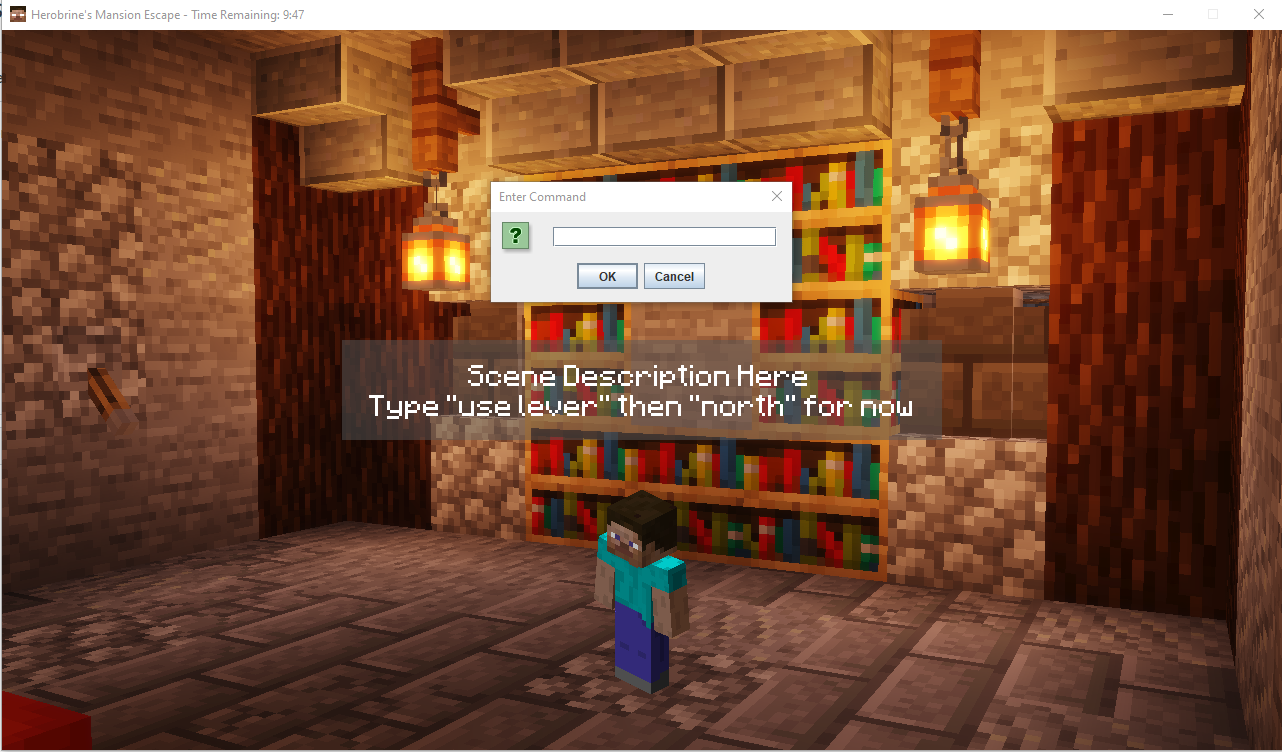 Herobrine's Mansion Escape - Time Remaining: 9:47
Enter Command
?
OK Cancel
Scene Description Here
Type "use lever" then "north" for now